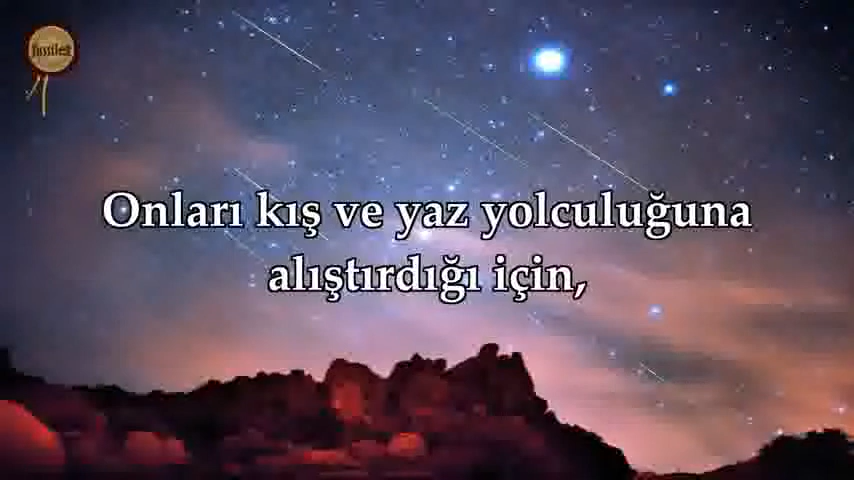 Onları kış ve yaz yolculuğuna
alıştırdığı için,